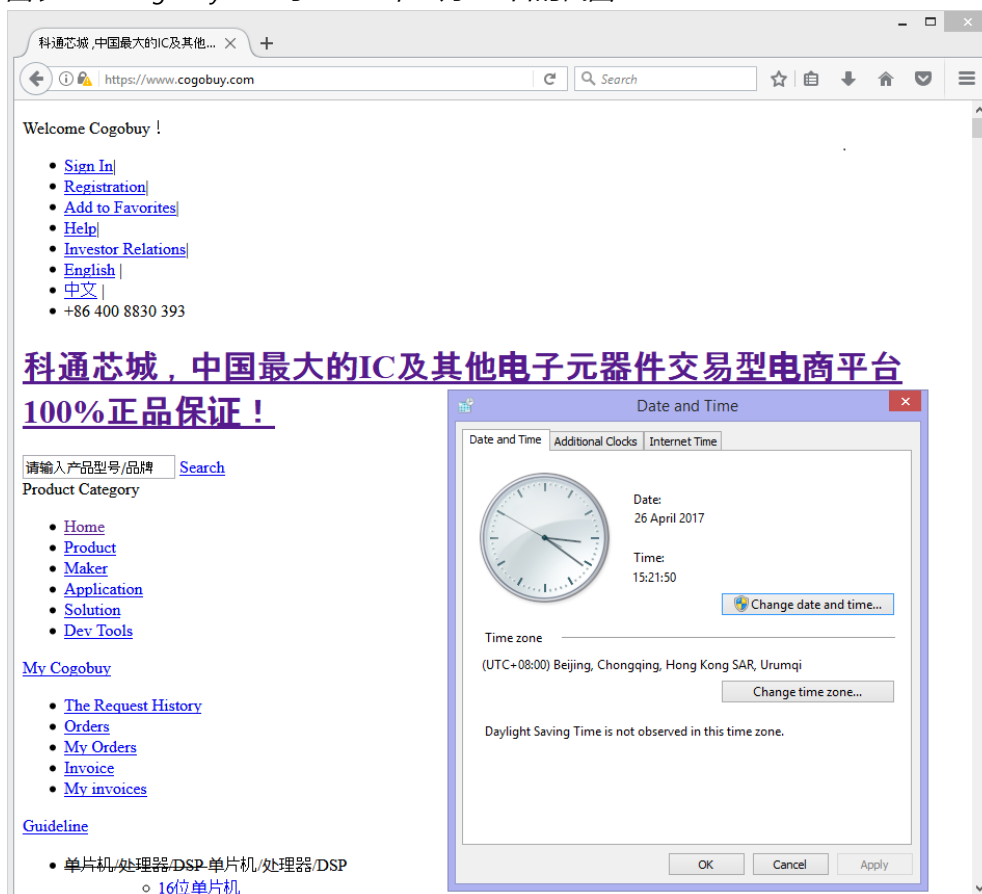 科通芯城 ,中国最大的IC及其他...
https://www.cogobuy.com
Search
Welcome Cogobuy！
Sign In|
Registration|
Add to Favorites|
Help|
Investor Relations|
English |
中文 |
+86 400 8830 393
科通芯城，中国最大的IC及其他电子元器件交易型电商平台
100%正品保证！
请输入产品型号/品牌 Search
Product Category
Home
Product
Maker
Application
Solution
Dev Tools
My Cogobuy
The Request History
Orders
My Orders
Invoice
My invoices
Guideline
单片机/处理器/DSP 单片机/处理器/DSP
16位单片机
Date and Time
Date and Time Additional Clocks Internet Time
Date:
26 April 2017
Time:
15:21:50
Change date and time...
Time zone
(UTC+08:00) Beijing, Chongqing, Hong Kong SAR, Urumqi
Change time zone...
Daylight Saving Time is not observed in this time zone.
OK Cancel Apply